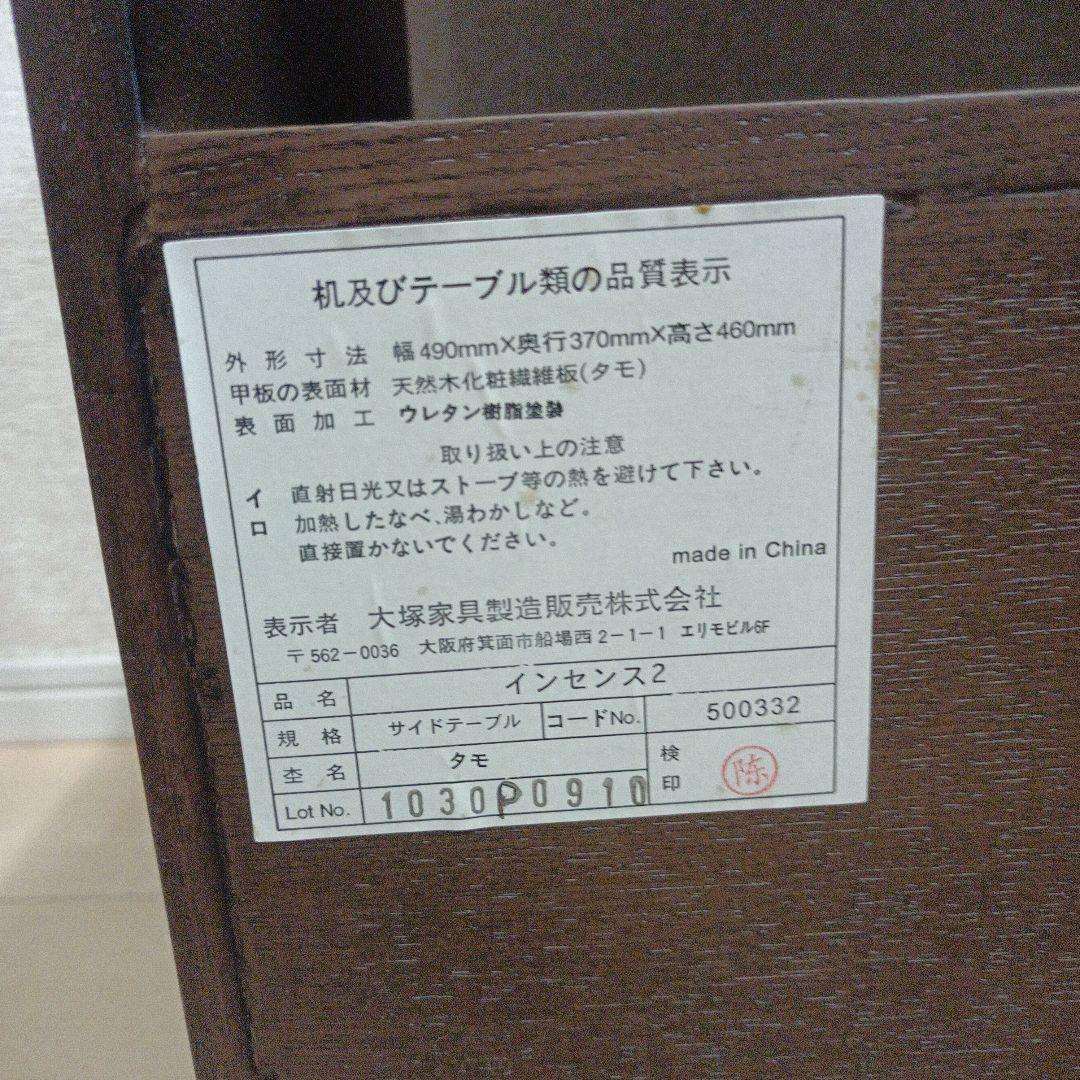 机及びテーブル類の品質表示
外形寸法 幅490mm×奥行370mm×高さ460mm
甲板の表面材 天然木化粧繊維板(タモ)
表面加工 ウレタン樹脂塗製
取り扱い上の注意
イ 直射日光又はストーブ等の熱を避けて下さい。
ロ 加熱したなべ、湯わかしなど。
直接置かないでください。
made in China
表示者 大塚家具製造販売株式会社
〒562-0036 大阪府箕面市船場西2-1-1 エリモビル6F
品名 インセンス2
規格 サイドテーブル コードNo. 500332
杢名 タモ 検印 陈
Lot No. 1030P0910